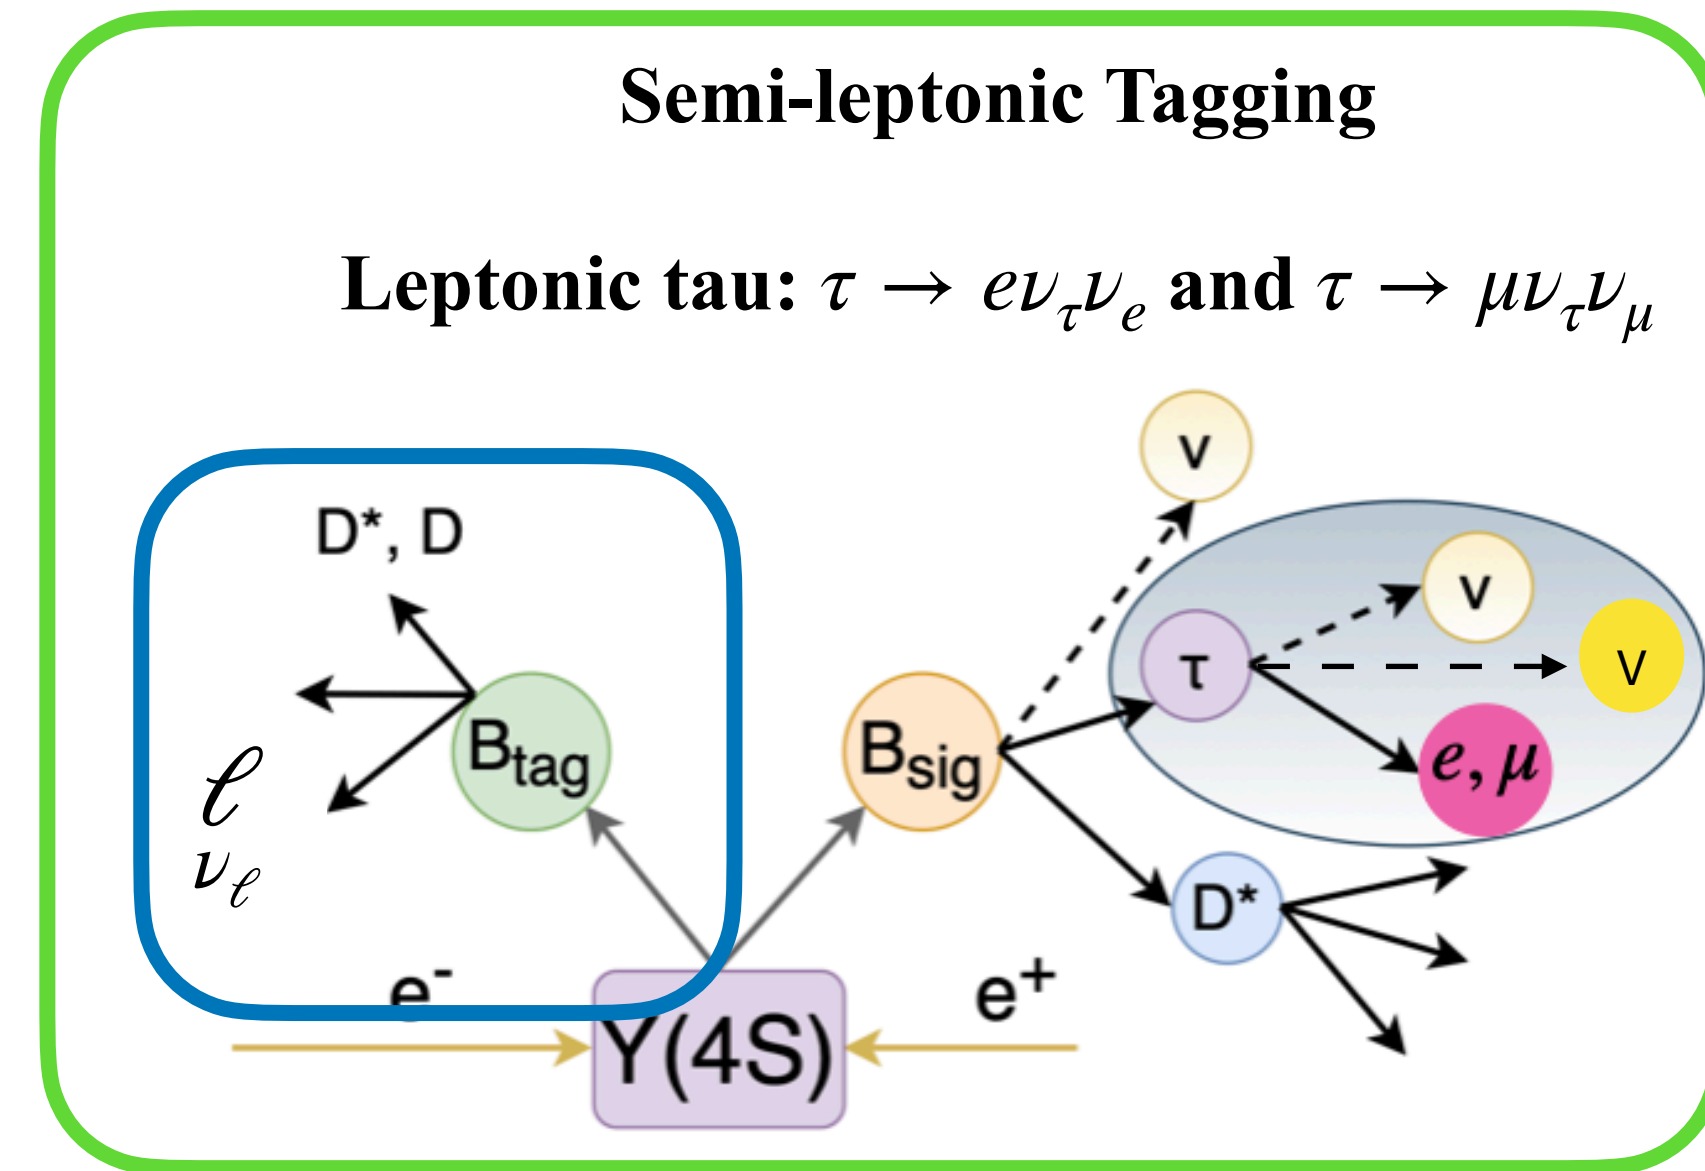 Semi-leptonic Tagging
Leptonic tau: τ → eν_τν_e and τ → μν_τν_μ
ν
D*, D
ν
τ
ν
B_tag
B_sig
e, μ
ℓ
ν_ℓ
D*
e⁻
e⁺
Υ(4S)